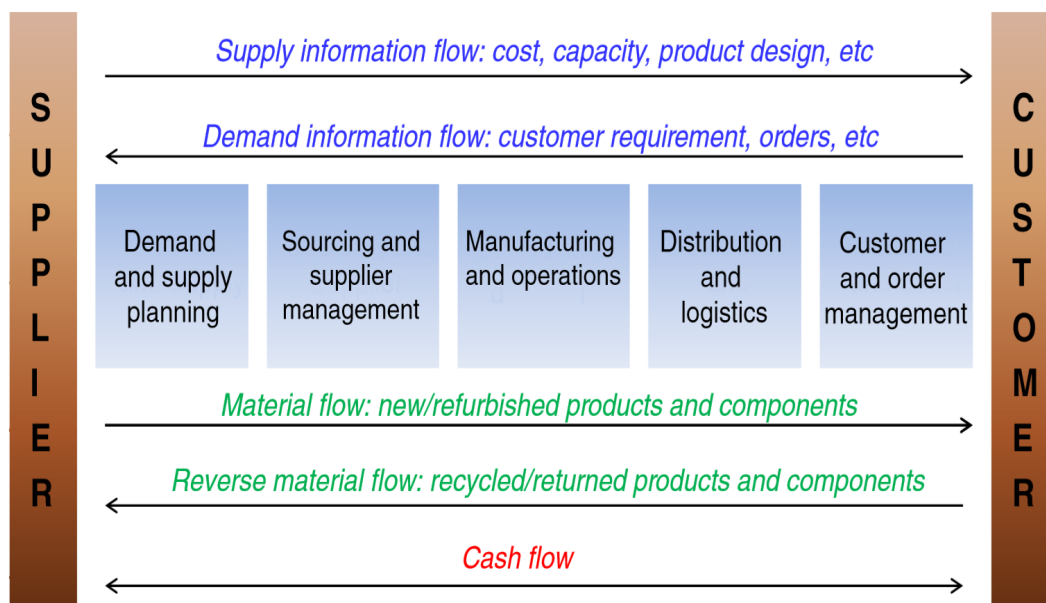 SUPPLIER
Supply information flow: cost, capacity, product design, etc
Demand information flow: customer requirement, orders, etc
Demand
and supply
planning
Sourcing and
supplier
management
Manufacturing
and operations
Distribution
and
logistics
Customer
and order
management
Material flow: new/refurbished products and components
Reverse material flow: recycled/returned products and components
Cash flow
CUSTOMER